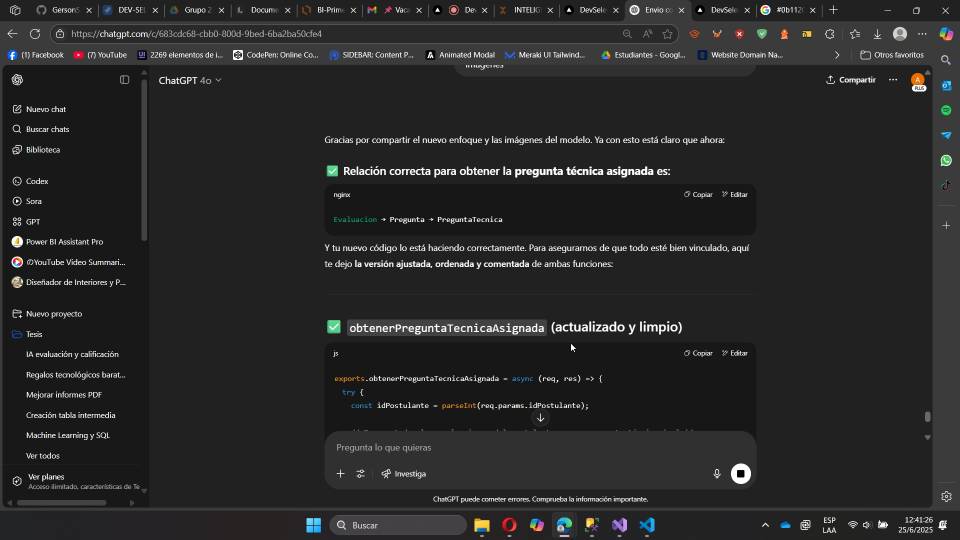 GersonS
DEV-SEL
Grupo 2
Docume
BI-Prime
Vaca
De
INTELIG
DevSele
Envio co
DevSele
#0b112
https://chatgpt.com/c/683cdc68-cbb0-800d-9bed-6ba2ba50cfe4
(1) Facebook
(7) YouTube
2269 elementos de i...
CodePen: Online Co...
SIDEBAR: Content P...
Animated Modal
Meraki UI Tailwind...
Estudiantes - Googl...
Website Domain Na...
Otros favoritos
ChatGPT 4o
imágenes
Compartir
PLUS
Nuevo chat
Buscar chats
Biblioteca
Codex
Sora
GPT
Power BI Assistant Pro
YouTube Video Summari...
Diseñador de Interiores y P...
Nuevo proyecto
Tesis
IA evaluación y calificación
Regalos tecnológicos barat...
Mejorar informes PDF
Creación tabla intermedia
Machine Learning y SQL
Ver todos
Ver planes
Acceso ilimitado, características de Te
Gracias por compartir el nuevo enfoque y las imágenes del modelo. Ya con esto está claro que ahora:
✅ Relación correcta para obtener la pregunta técnica asignada es:
nginx
Copiar
Editar
Evaluacion → Pregunta → PreguntaTecnica
Y tu nuevo código lo está haciendo correctamente. Para asegurarnos de que todo esté bien vinculado, aquí
te dejo la versión ajustada, ordenada y comentada de ambas funciones:
✅ obtenerPreguntaTecnicaAsignada (actualizado y limpio)
js
Copiar
Editar
exports.obtenerPreguntaTecnicaAsignada = async (req, res) => {
try {
const idPostulante = parseInt(req.params.idPostulante);
Pregunta lo que quieras
Investiga
ChatGPT puede cometer errores. Comprueba la información importante.
Buscar
ESP
LAA
12:41:26
25/6/2025